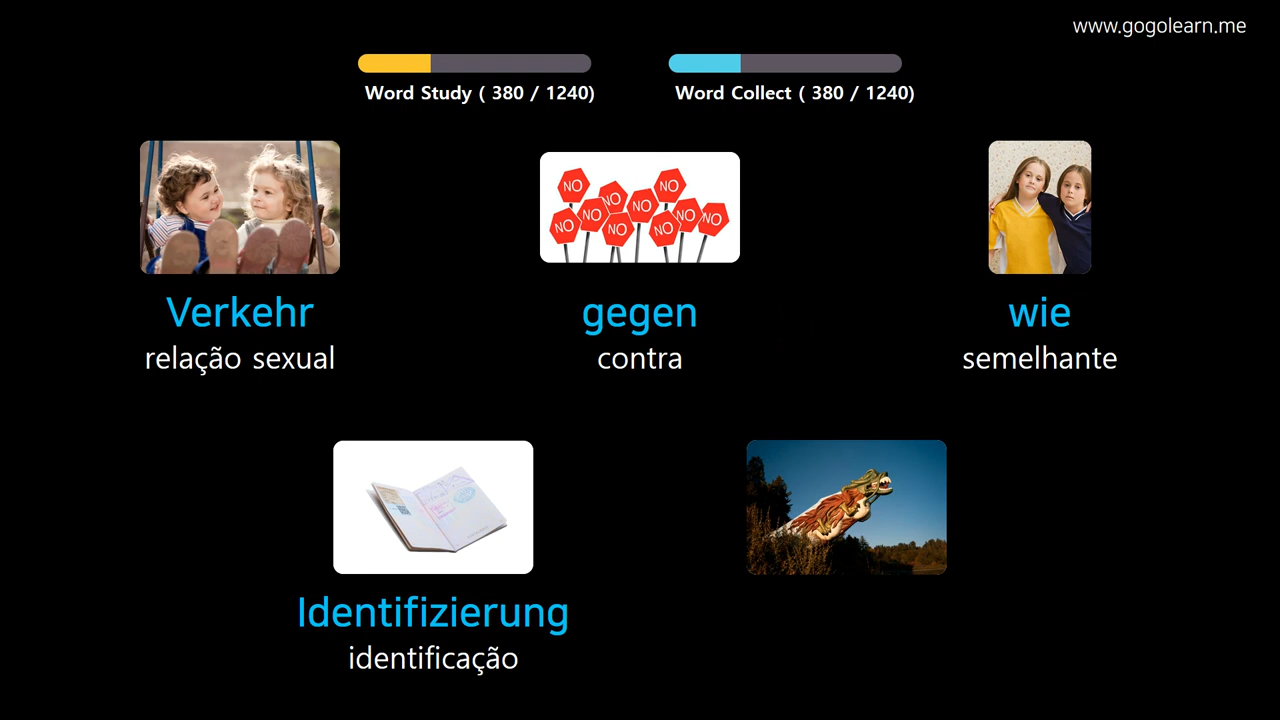 www.gogolearn.me
Word Study ( 380 / 1240)
Word Collect ( 380 / 1240)
NO NO NO NO NO NO NO NO NO NO
Verkehr
gegen
wie
relação sexual
contra
semelhante
Identifizierung
identificação